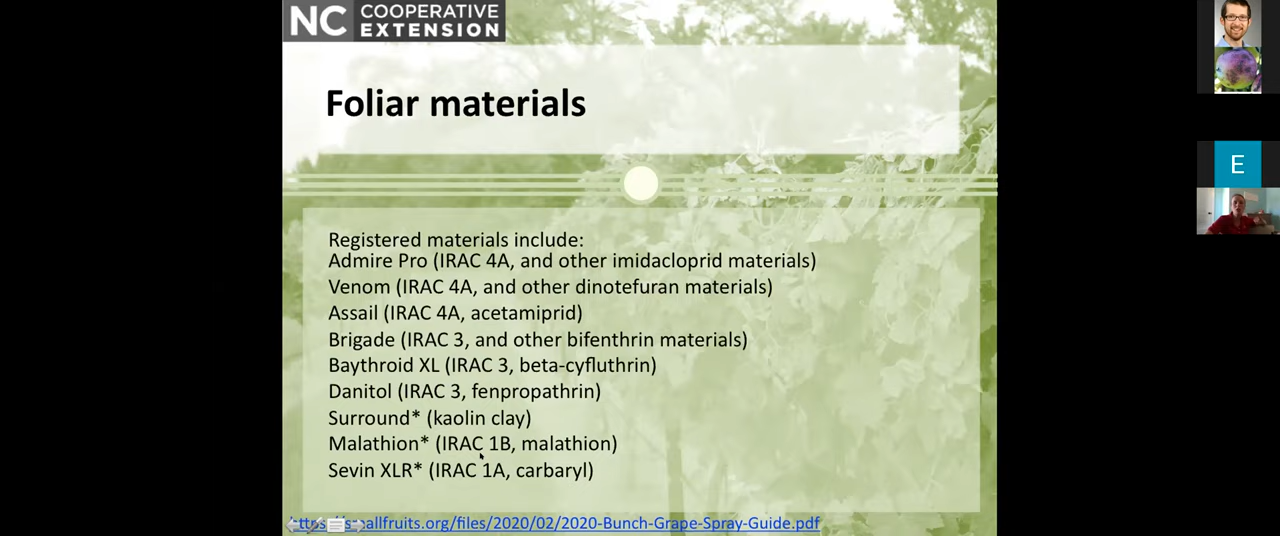 NC COOPERATIVE
EXTENSION
Foliar materials
Registered materials include:
Admire Pro (IRAC 4A, and other imidacloprid materials)
Venom (IRAC 4A, and other dinotefuran materials)
Assail (IRAC 4A, acetamiprid)
Brigade (IRAC 3, and other bifenthrin materials)
Baythroid XL (IRAC 3, beta-cyfluthrin)
Danitol (IRAC 3, fenpropathrin)
Surround* (kaolin clay)
Malathion* (IRAC 1B, malathion)
Sevin XLR* (IRAC 1A, carbaryl)
https://smallfruits.org/files/2020/02/2020-Bunch-Grape-Spray-Guide.pdf
E